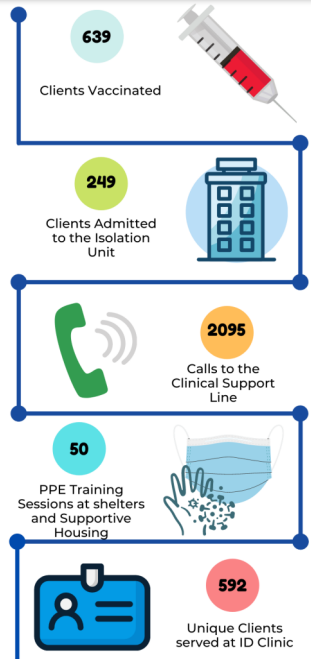 639
Clients Vaccinated
249
Clients Admitted
to the Isolation
Unit
2095
Calls to the
Clinical Support
Line
50
PPE Training
Sessions at shelters
and Supportive
Housing
592
Unique Clients
served at ID Clinic